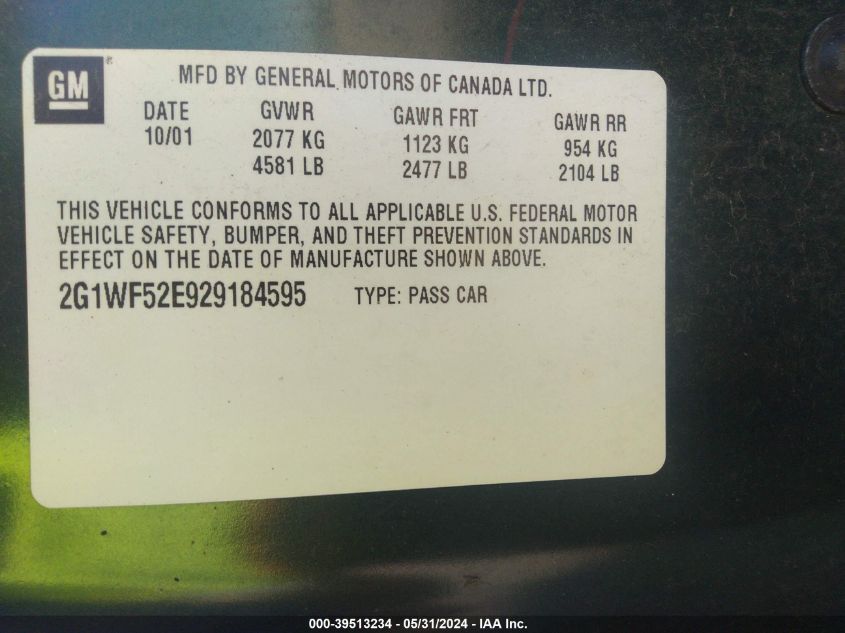 GM
MFD BY GENERAL MOTORS OF CANADA LTD.
DATE GVWR GAWR FRT GAWR RR
10/01 2077 KG 1123 KG 954 KG
4581 LB 2477 LB 2104 LB
THIS VEHICLE CONFORMS TO ALL APPLICABLE U.S. FEDERAL MOTOR
VEHICLE SAFETY, BUMPER, AND THEFT PREVENTION STANDARDS IN
EFFECT ON THE DATE OF MANUFACTURE SHOWN ABOVE.
2G1WF52E929184595 TYPE: PASS CAR
000-39513234 - 05/31/2024 - IAA Inc.